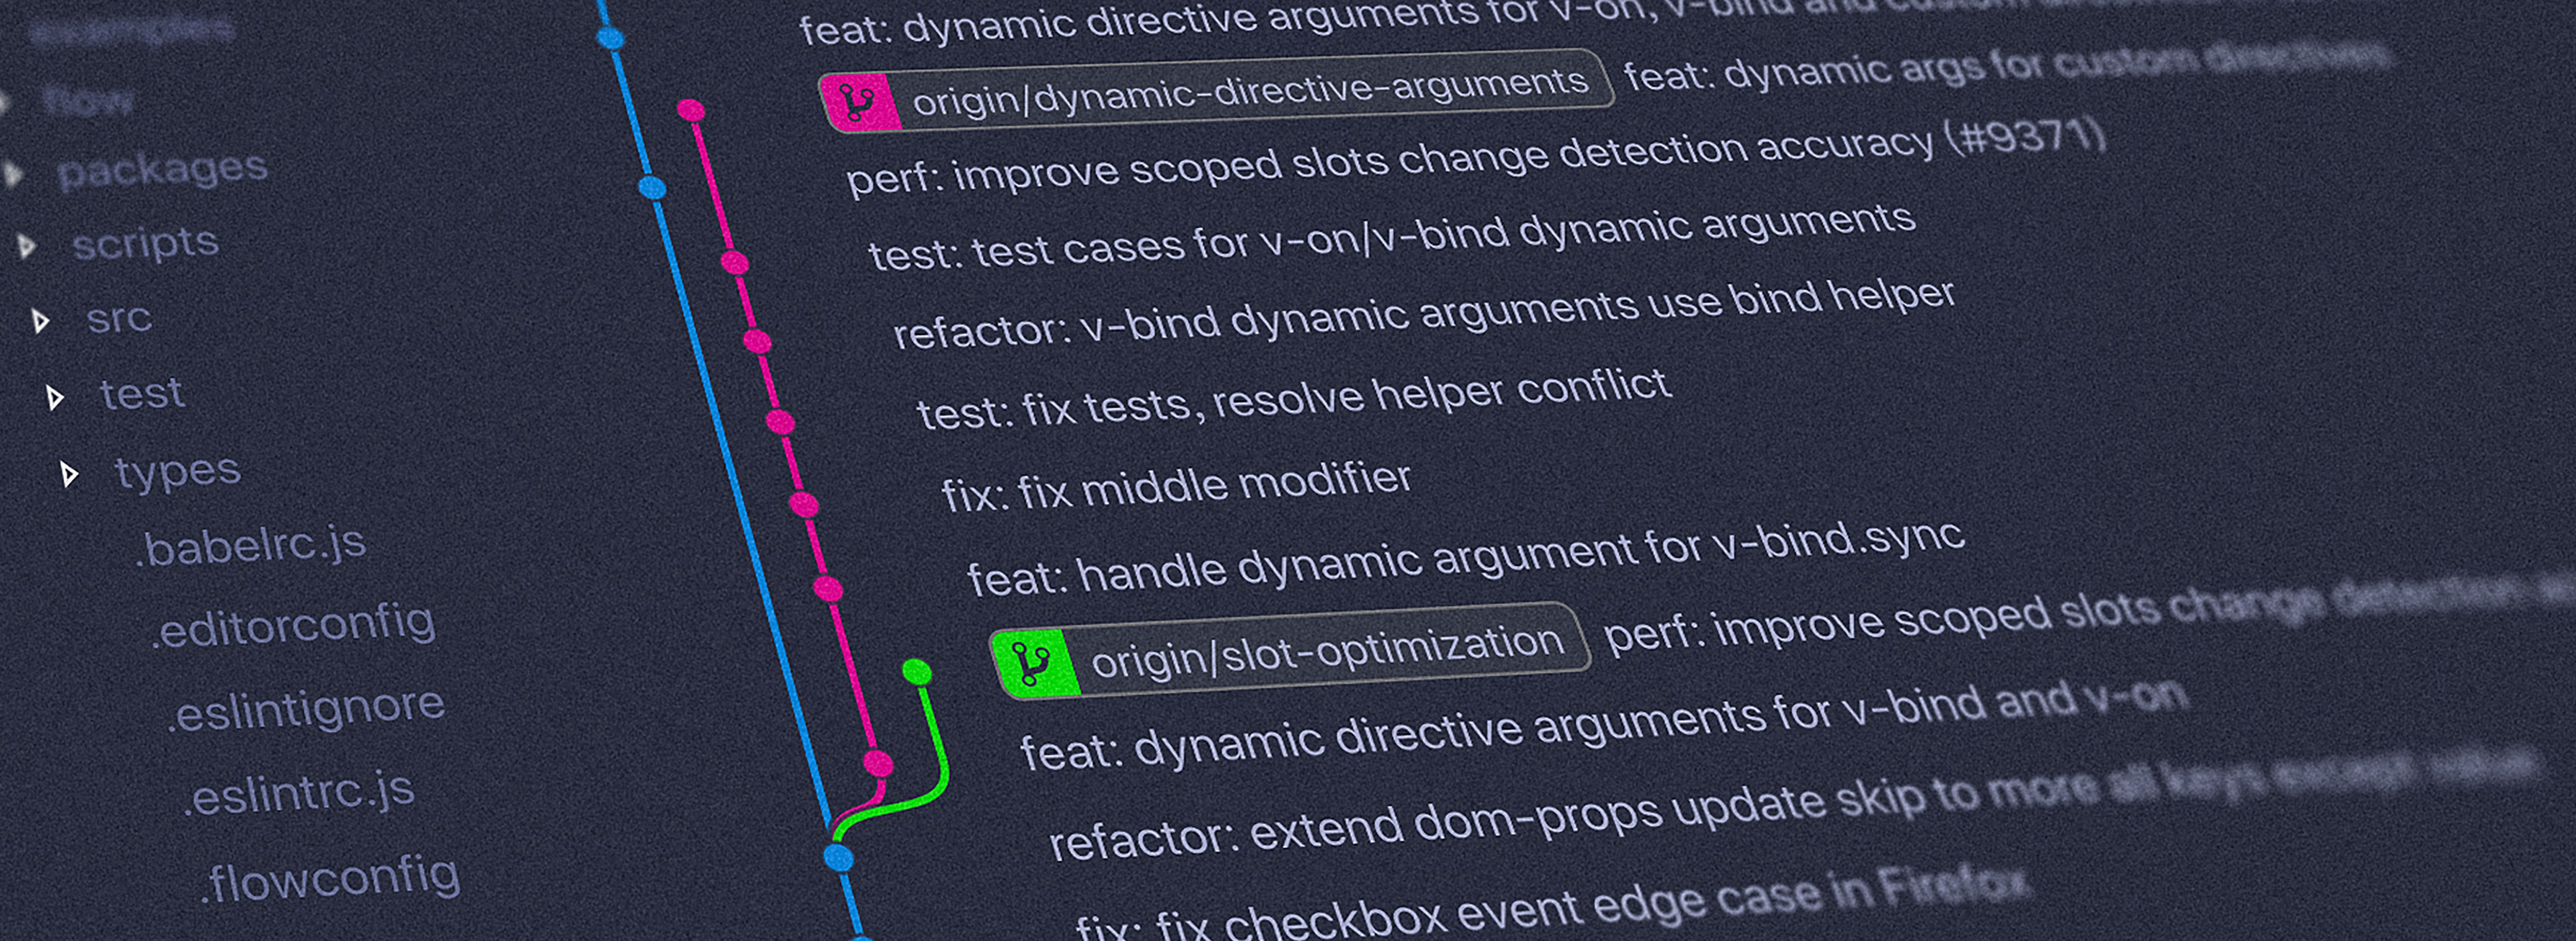 examples
flow
packages
scripts
src
test
types
.babelrc.js
.editorconfig
.eslintignore
.eslintrc.js
.flowconfig
feat: dynamic directive arguments for v-on, v-bind and custom
origin/dynamic-directive-arguments feat: dynamic args for custom directives
perf: improve scoped slots change detection accuracy (#9371)
test: test cases for v-on/v-bind dynamic arguments
refactor: v-bind dynamic arguments use bind helper
test: fix tests, resolve helper conflict
fix: fix middle modifier
feat: handle dynamic argument for v-bind.sync
origin/slot-optimization perf: improve scoped slots change detection
feat: dynamic directive arguments for v-bind and v-on
refactor: extend dom-props update skip to more all keys except value
fix: fix checkbox event edge case in Firefox